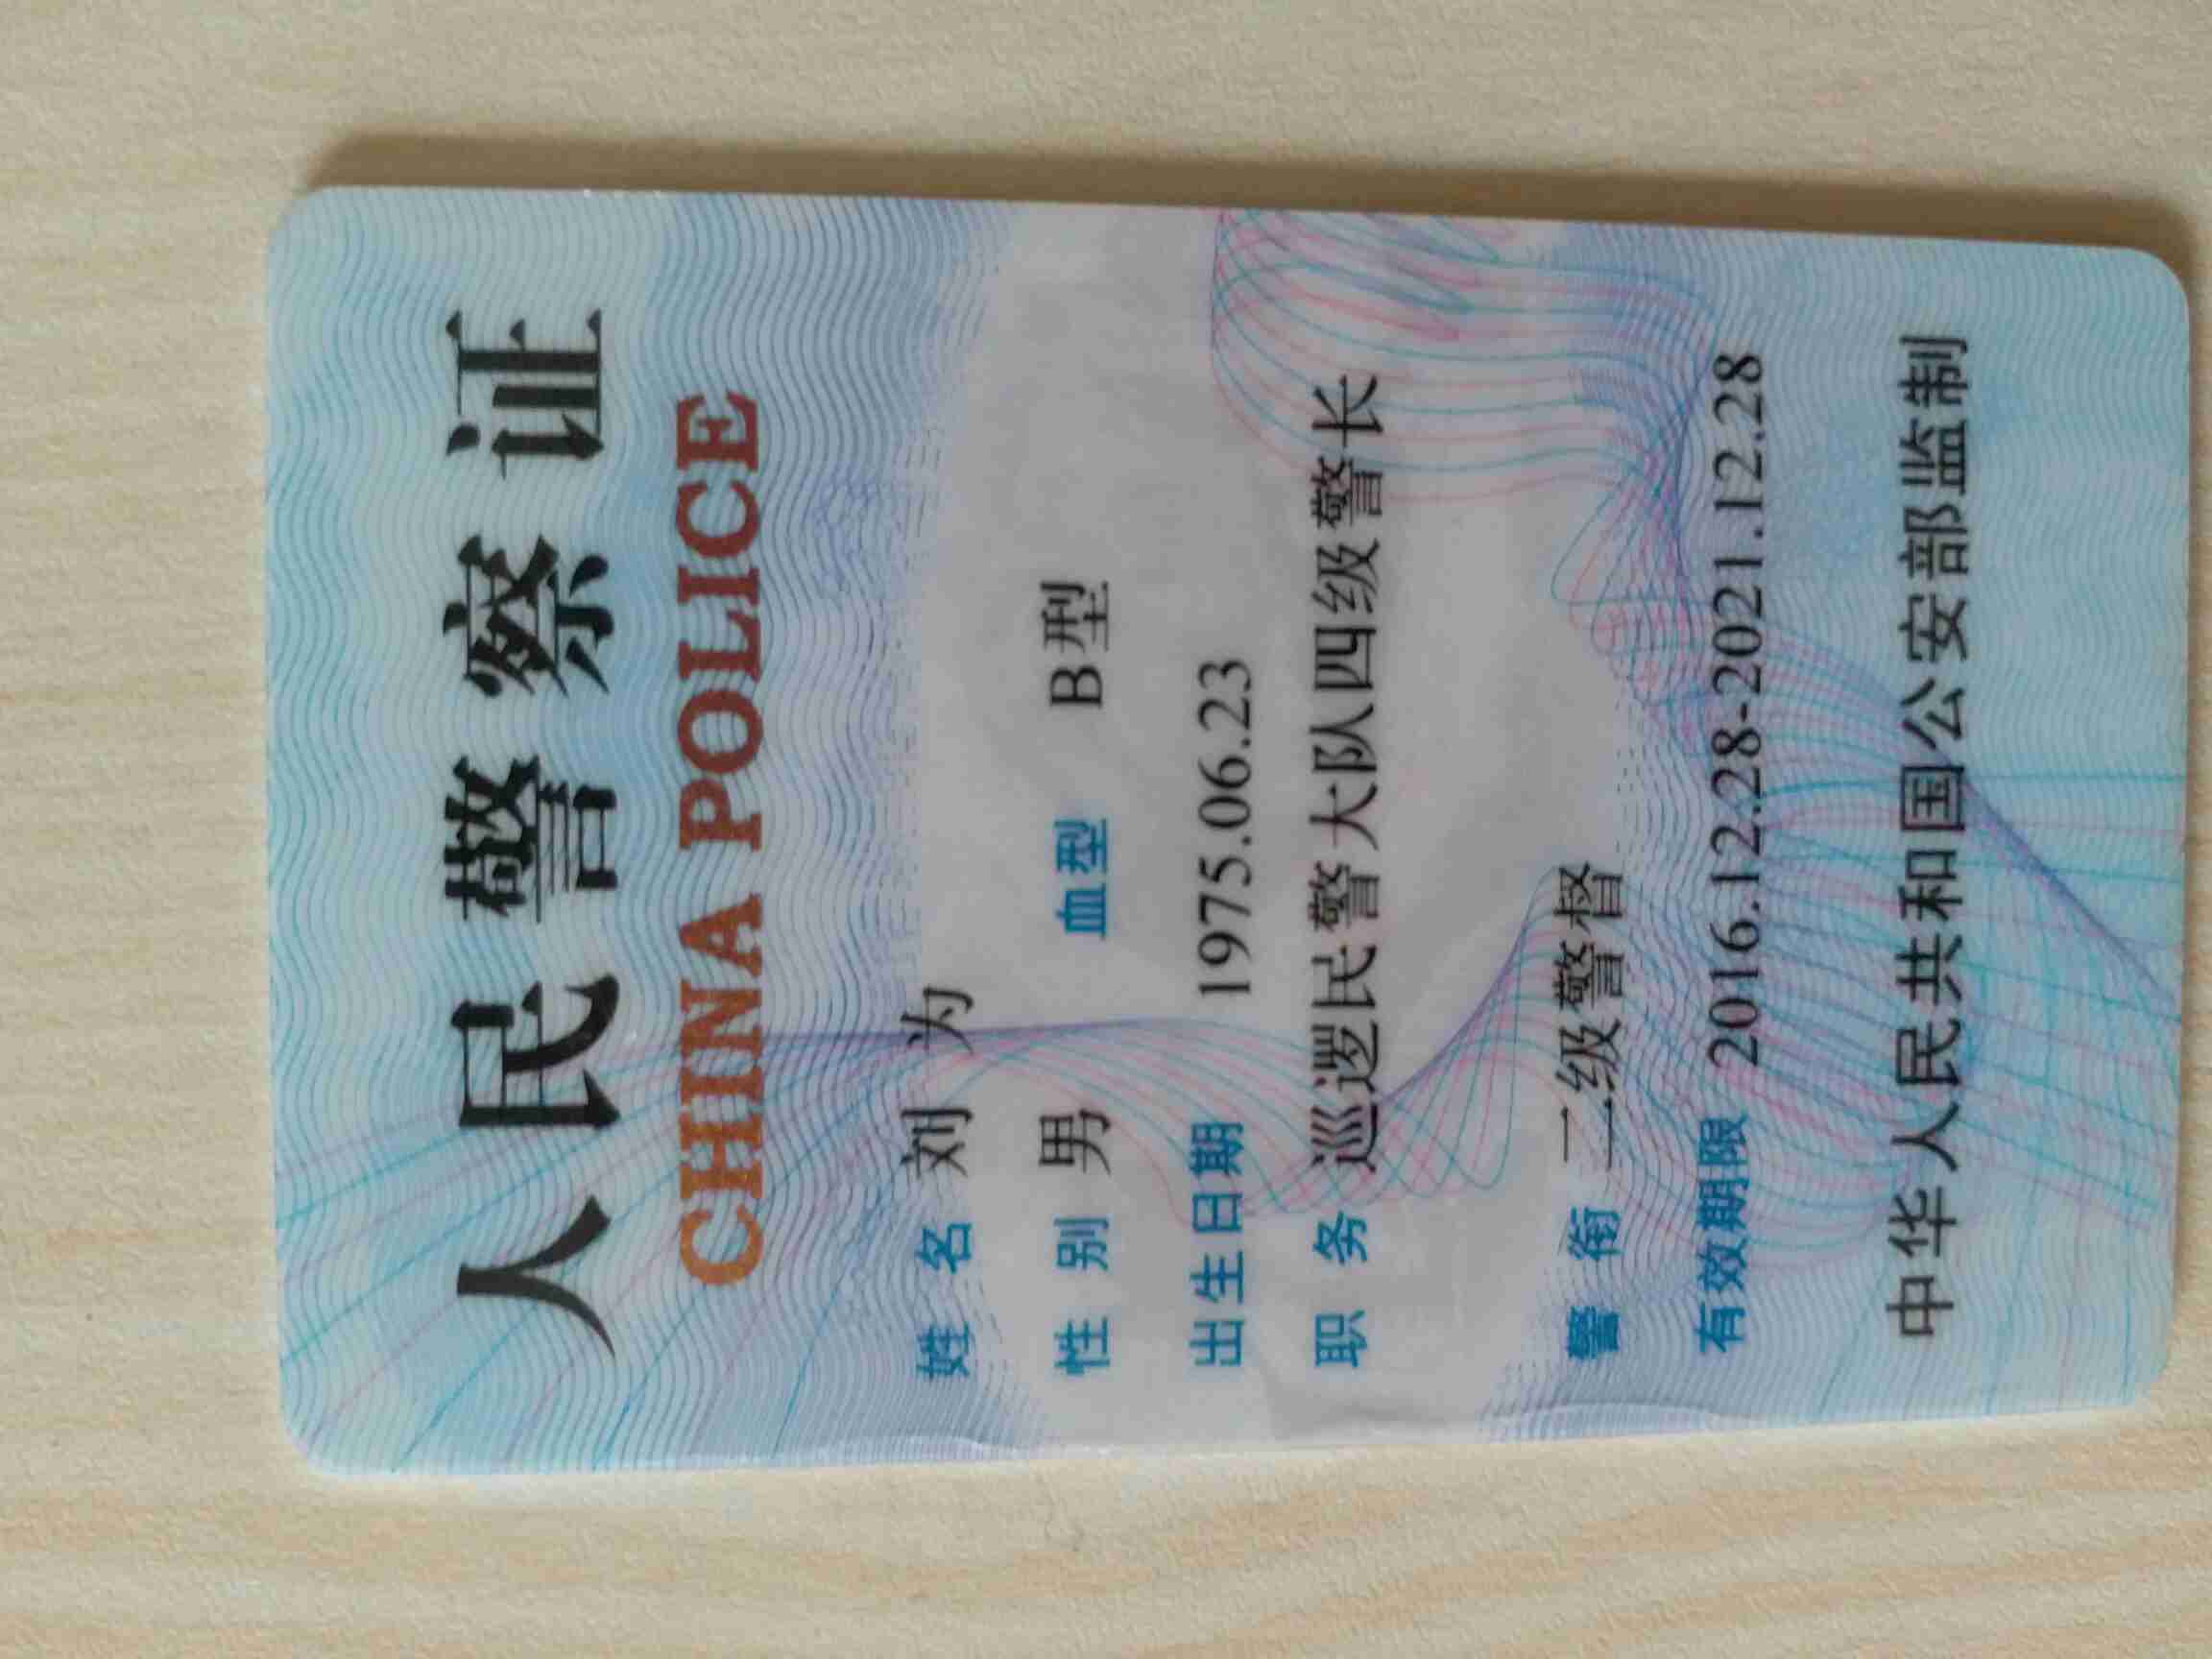 人民警察证
CHINA POLICE
姓名 刘为
性别 男 血型 B型
出生日期 1975.06.23
职务 巡逻民警大队四级警长
警衔 二级警督
有效期限 2016.12.28-2021.12.28
中华人民共和国公安部监制